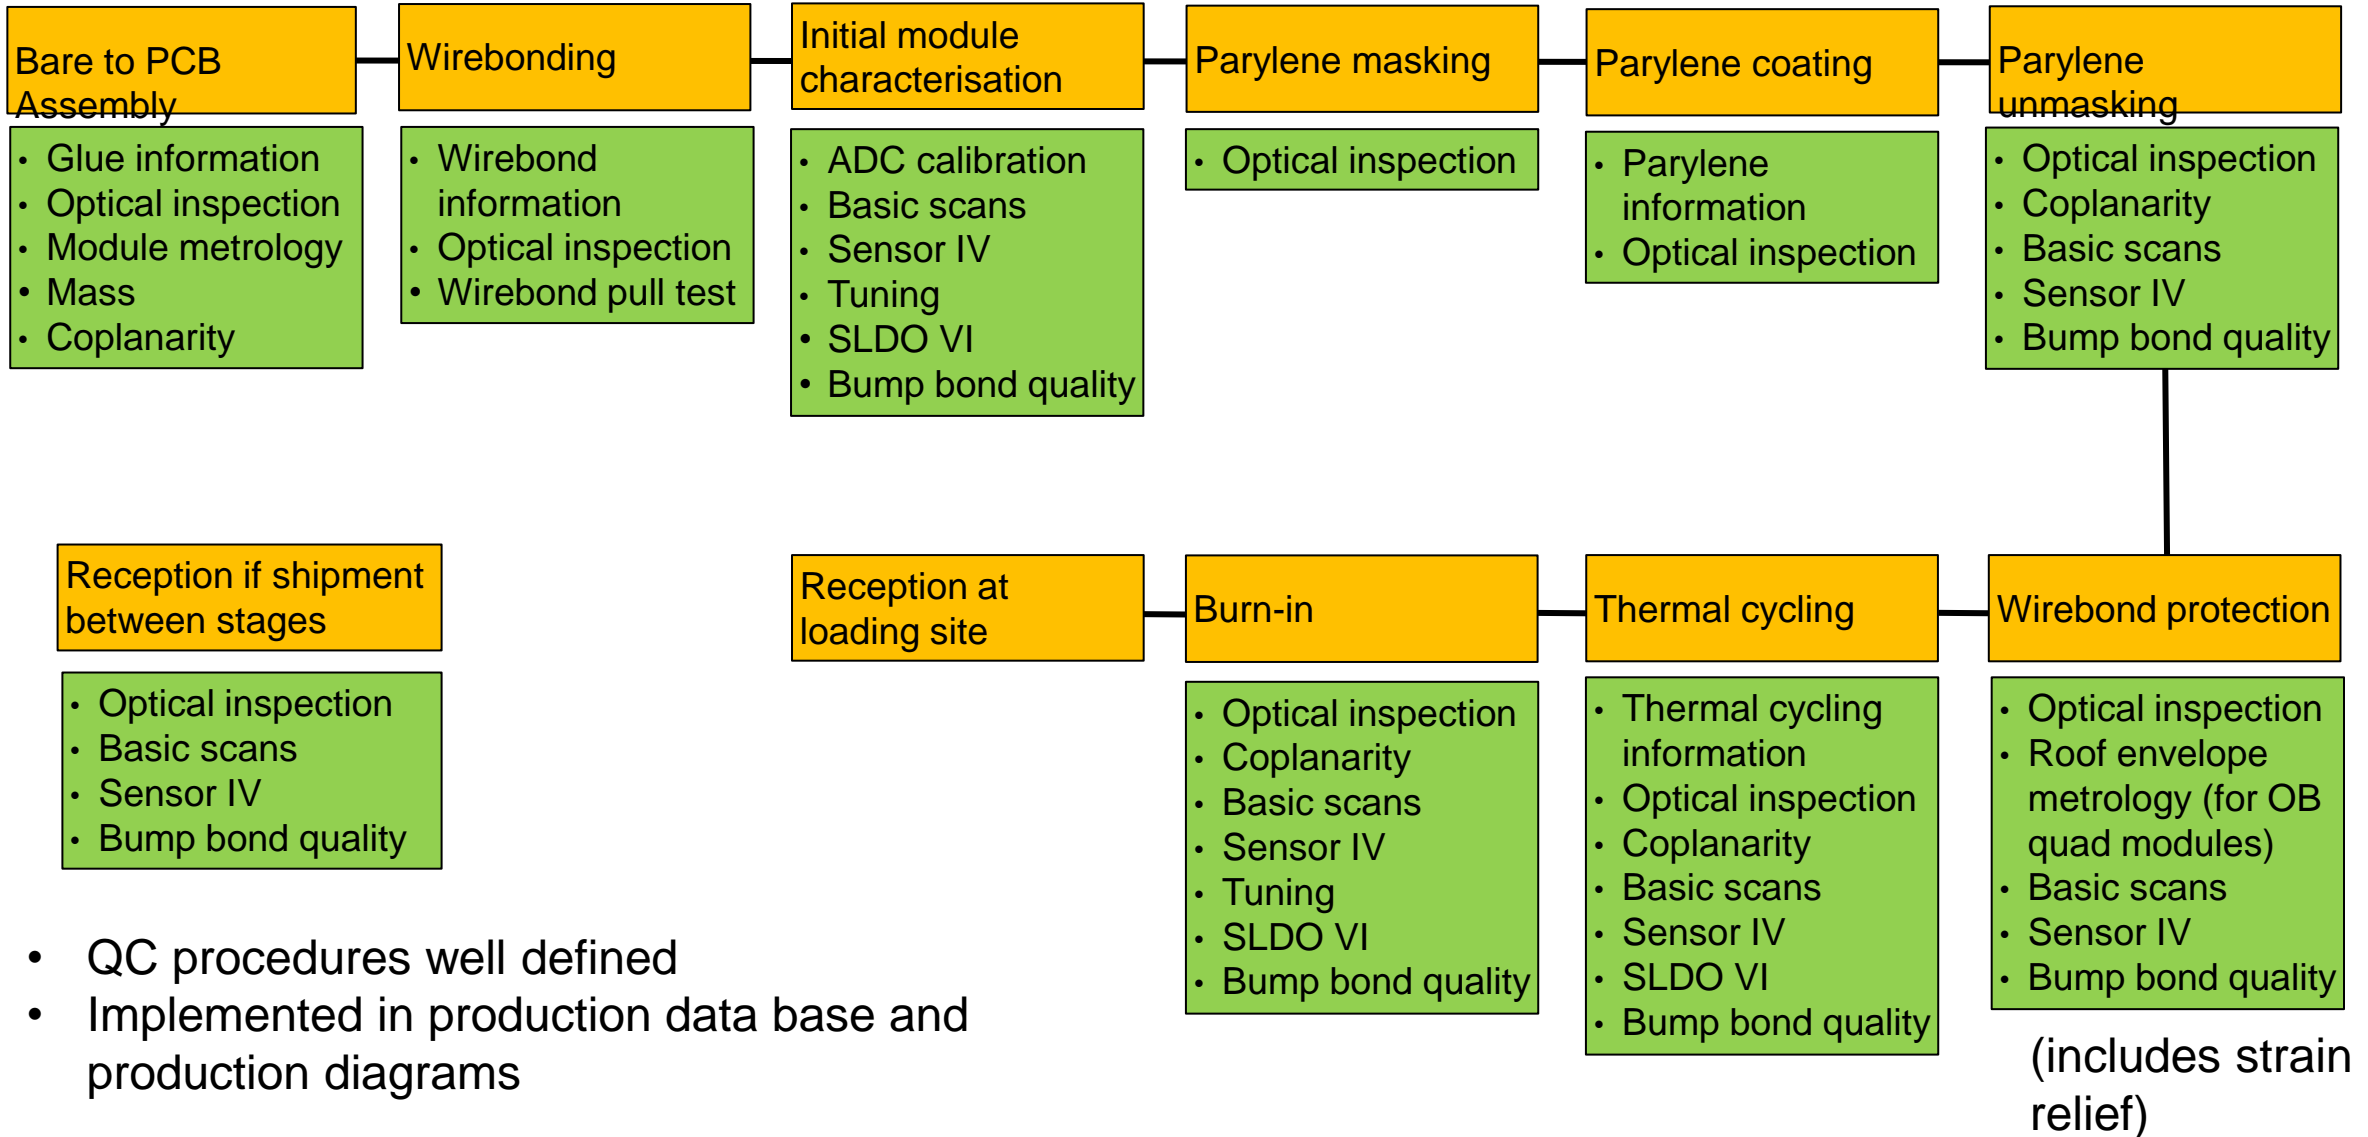 Bare to PCB
Assembly
• Glue information
• Optical inspection
• Module metrology
• Mass
• Coplanarity
Wirebonding
• Wirebond
information
• Optical inspection
• Wirebond pull test
Initial module
characterisation
• ADC calibration
• Basic scans
• Sensor IV
• Tuning
• SLDO VI
• Bump bond quality
Parylene masking
• Optical inspection
Parylene coating
• Parylene
information
• Optical inspection
Parylene
unmasking
• Optical inspection
• Coplanarity
• Basic scans
• Sensor IV
• Bump bond quality
Reception if shipment
between stages
• Optical inspection
• Basic scans
• Sensor IV
• Bump bond quality
Reception at
loading site
Burn-in
• Optical inspection
• Coplanarity
• Basic scans
• Sensor IV
• Tuning
• SLDO VI
• Bump bond quality
Thermal cycling
• Thermal cycling
information
• Optical inspection
• Coplanarity
• Basic scans
• Sensor IV
• SLDO VI
• Bump bond quality
Wirebond protection
• Optical inspection
• Roof envelope
metrology (for OB
quad modules)
• Basic scans
• Sensor IV
• Bump bond quality
(includes strain
relief)
• QC procedures well defined
• Implemented in production data base and
production diagrams